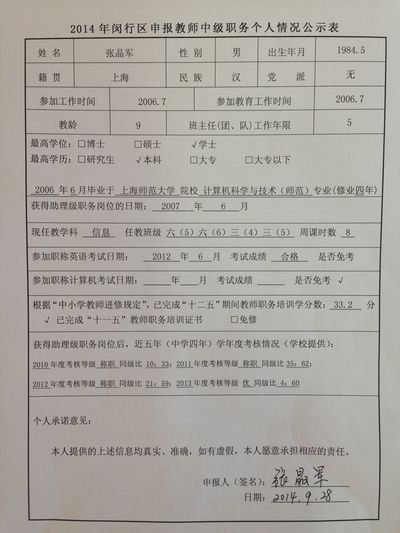 2014年闵行区申报教师中级职务个人情况公示表
姓名 张晶军 性别 男 出生年月 1984.5
籍贯 上海 民族 汉 党派 无
参加工作时间 2006.7 参加教育工作时间 2006.7
教龄 9 班主任(团、队)工作年限 5
最高学位:□博士 □硕士 √学士
最高学历:□研究生 √本科 □大专 □大专以下
2006 年 6 月毕业于 上海师范大学 院校 计算机科学与技术(师范)专业(修业四年)
获得助理级职务岗位的日期: 2007 年 6 月
现任教学科 信息 任教班级 六(5)六(6)三(4)三(5) 周课时数 8
参加职称英语考试日期: 2012 年 6 月 考试成绩 合格 是否免考
参加职称计算机考试日期: 年 月 考试成绩 是否免考 √
根据“中小学教师进修规定”,已完成“十二五”期间教师职务培训学分数: 33.2 分
√ 已完成“十一五”教师职务培训证书 □免修
获得助理级职务岗位后,近五年(中学四年)学年度考核情况(学校提供):
2010 年度考核等级 称职 同级比 10:33;2011 年度考核等级 称职 同级比 35:62;
2012 年度考核等级 称职 同级比 21:59;2013 年度考核等级 优 同级比 4:60
个人承诺意见:
本人提供的上述信息均真实、准确,如有虚假,本人愿意承担相应的责任。
申报人(签名): 张晶军
日期: 2014.9.28